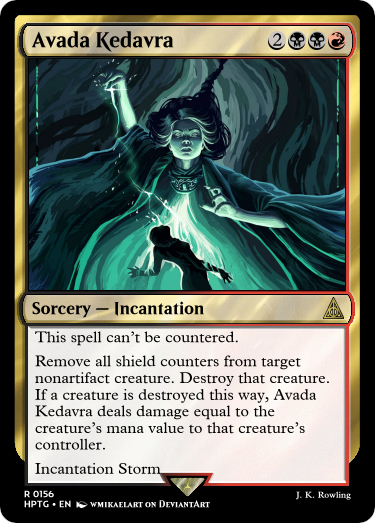 Avada Kedavra 2
Sorcery — Incantation
This spell can't be countered.
Remove all shield counters from target
nonartifact creature. Destroy that creature.
If a creature is destroyed this way, Avada
Kedavra deals damage equal to the
creature's mana value to that creature's
controller.
Incantation Storm
R 0156
HPTG • EN WMIKAELART ON DEVIANTART
J. K. Rowling